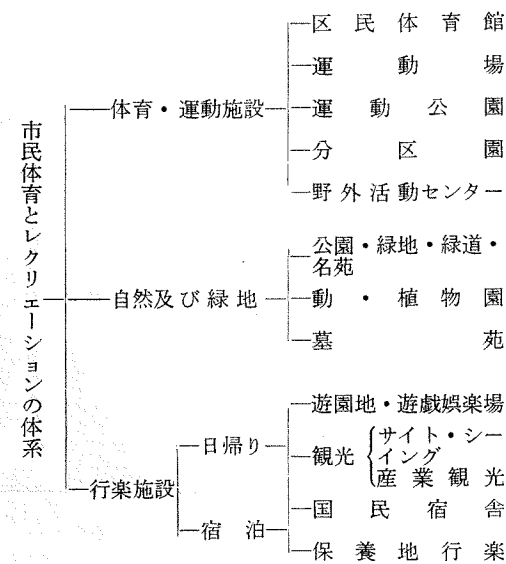 市民体育とレクリエーションの体系
体育・運動施設
区民体育館
運動場
運動公園
分区園
野外活動センター
自然及び緑地
公園・緑地・緑道・
名苑
動・植物園
墓苑
行楽施設
日帰り
遊園地・遊戯娯楽場
観光
サイト・シー
イング
産業観光
宿泊
国民宿舎
保養地行楽